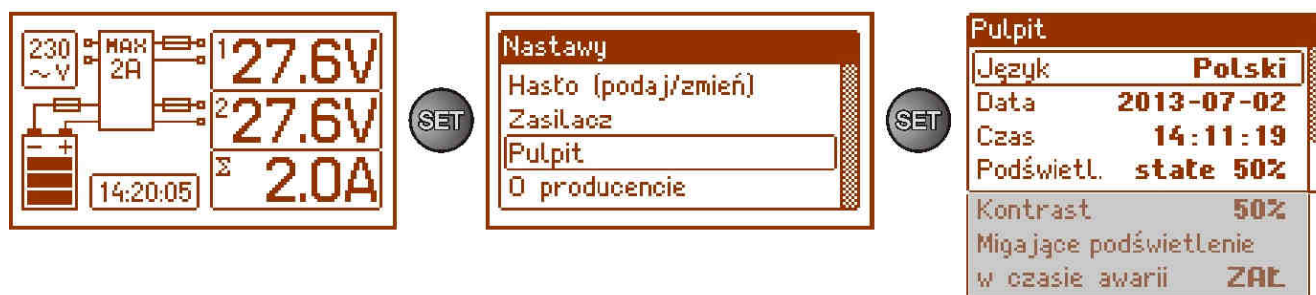 230
~V
MAX
2A
1 27.6V
2 27.6V
Σ 2.0A
- +
14:20:05
SET
Nastawy
Hasło (podaj/zmień)
Zasilacz
Pulpit
O producencie
SET
Pulpit
Język Polski
Data 2013-07-02
Czas 14:11:19
Podświetl. stałe 50%
Kontrast 50%
Migające podświetlenie
w czasie awarii ZAŁ